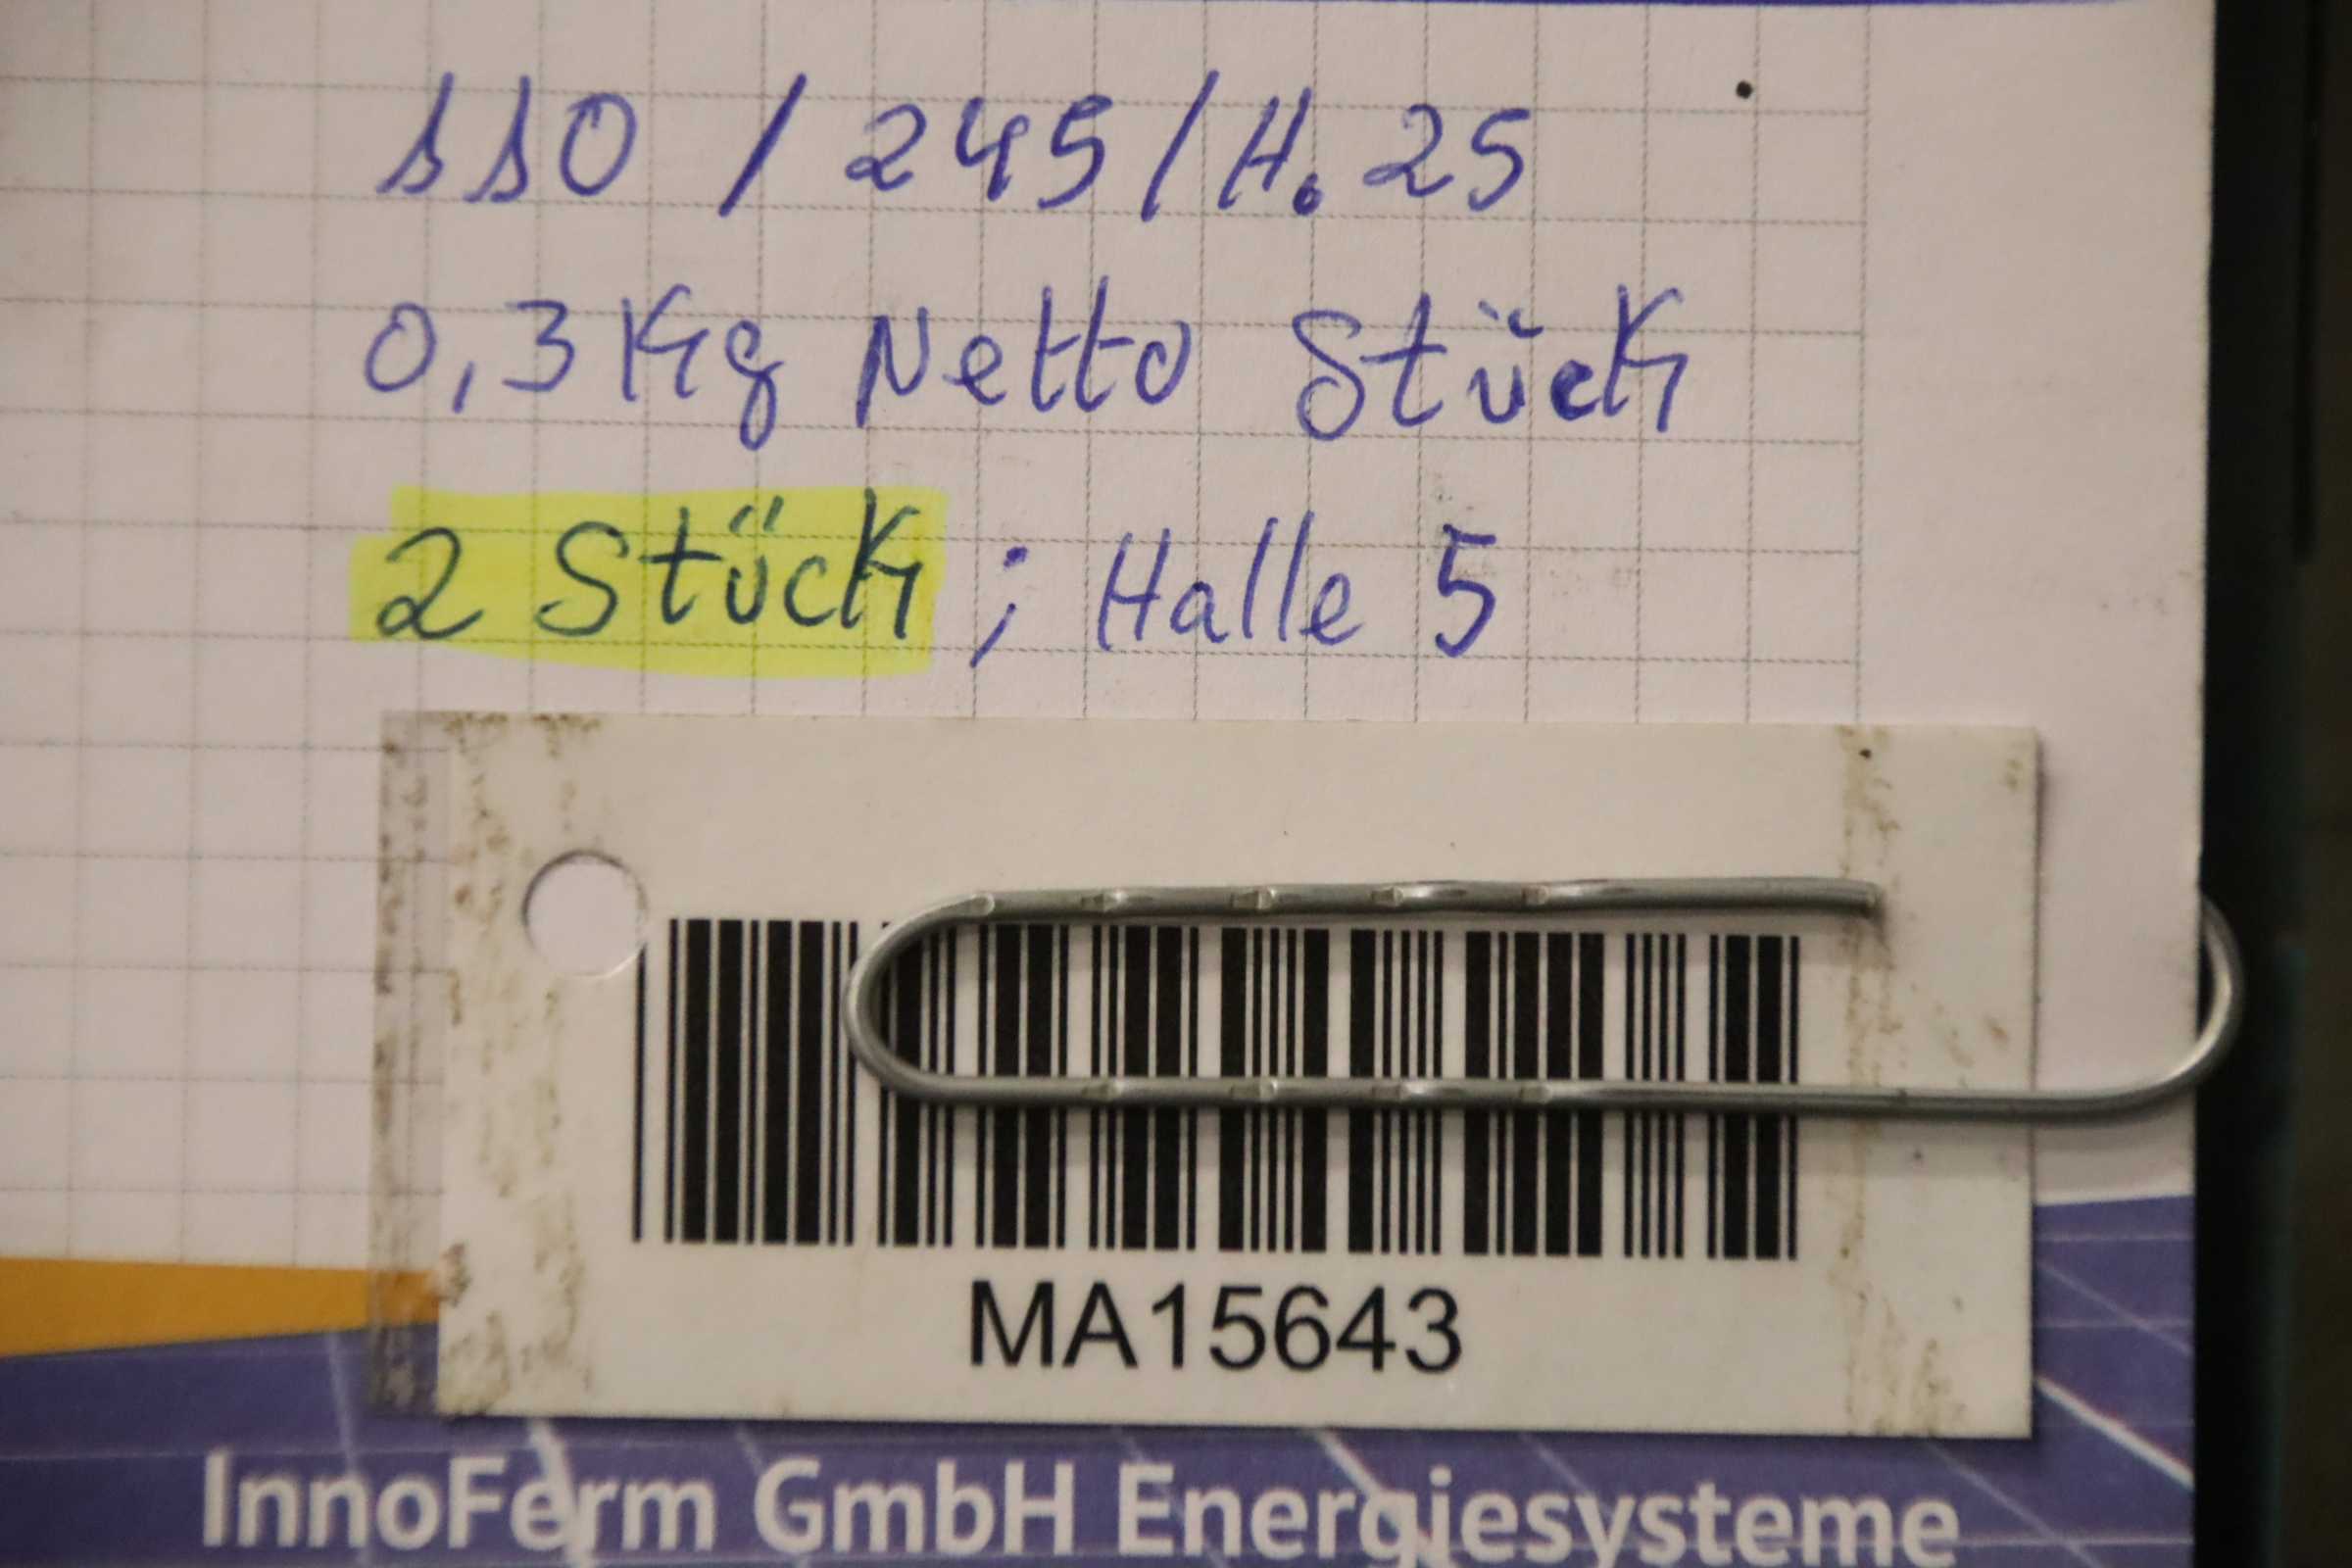 110 / 245 / H. 25
0,3 Kg Netto Stück
2 Stück ; Halle 5
MA15643
InnoFerm GmbH Energiesysteme